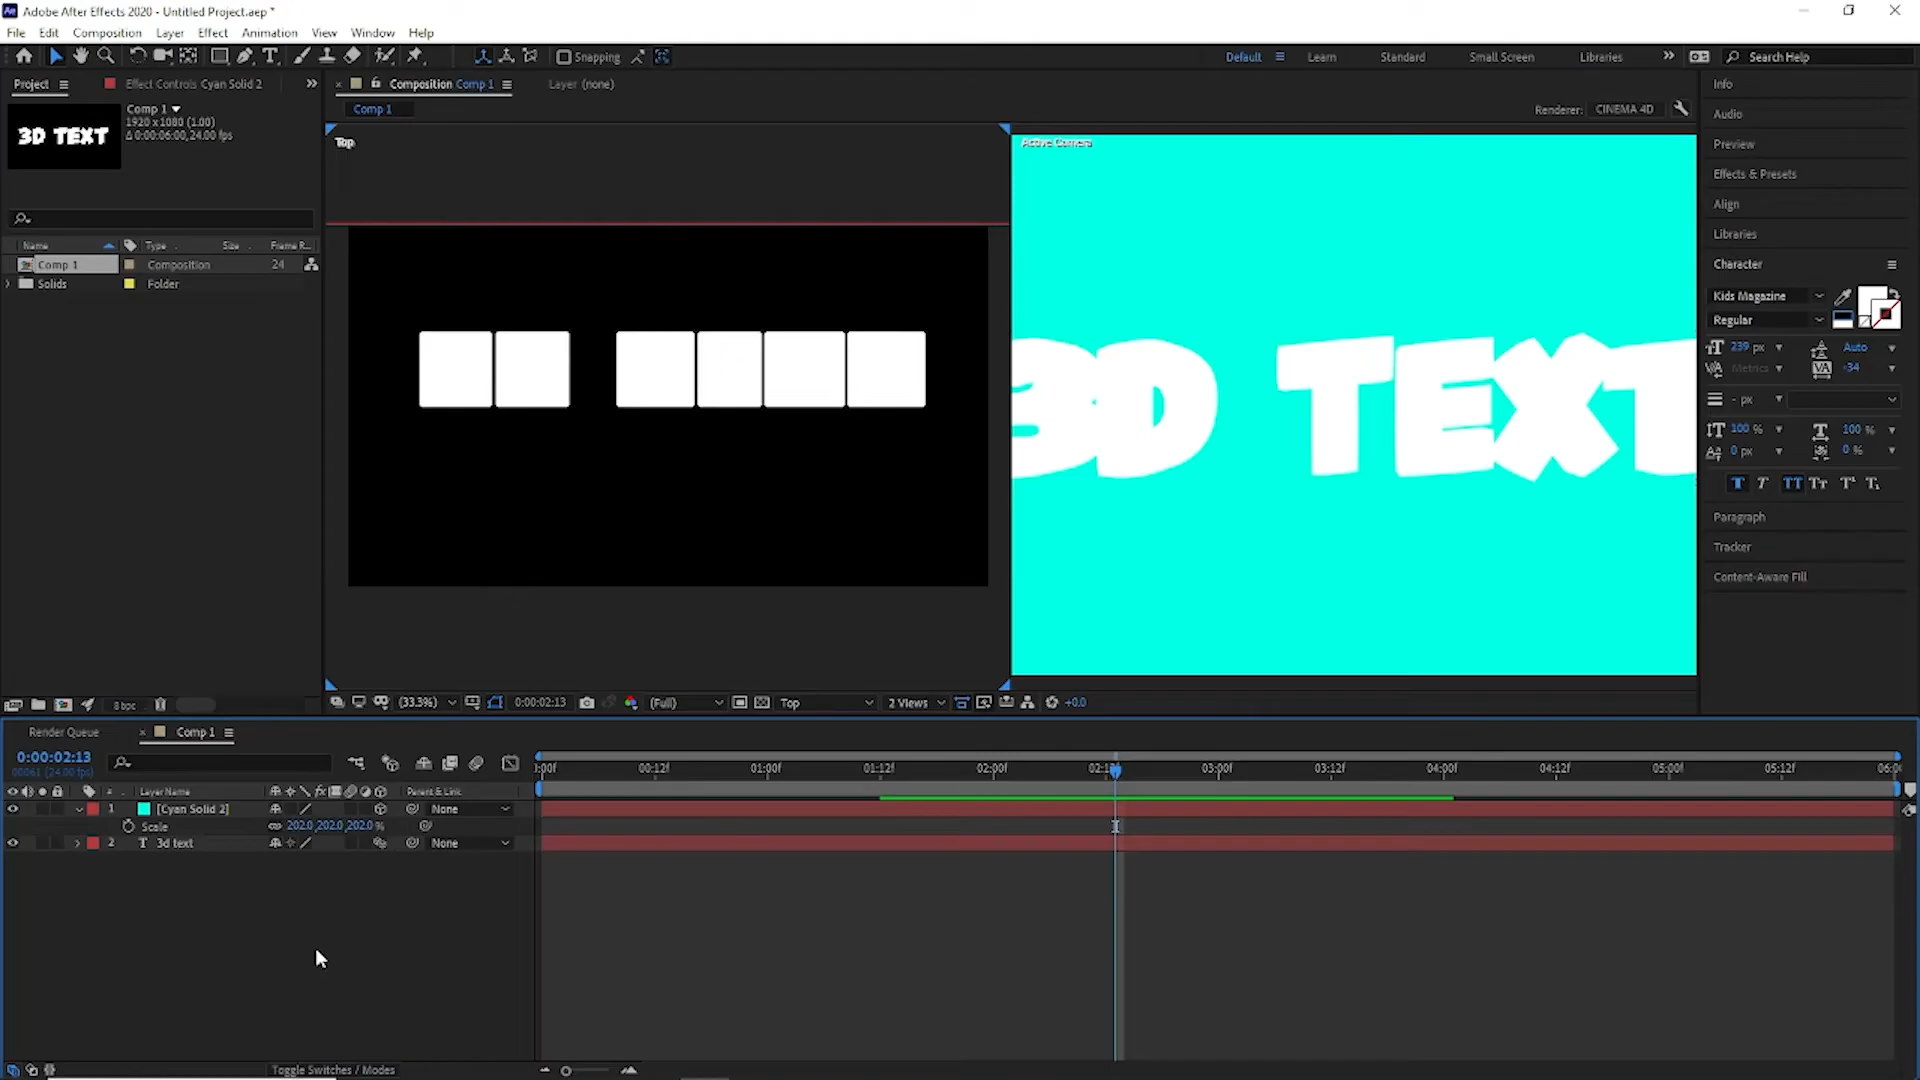 Adobe After Effects 2020 - Untitled Project.aep *
File Edit Composition Layer Effect Animation View Window Help
Snapping
Default Learn Standard Small Screen Libraries Search Help
Project Effect Controls Cyan Solid 2
Composition Comp 1 Layer (none)
Comp 1
1920 x 1080 (1.00)
Δ 0:00:06:00, 24.00 fps
3D TEXT
Comp 1
Renderer: CINEMA 4D
Top
Active Camera
3D TEXT
Name Type Size Frame R...
Comp 1 Composition 24
Solids Folder
8 bpc
(33.3%) 0:00:02:13 (Full) Top 2 Views +0.0
Info
Audio
Preview
Effects & Presets
Align
Libraries
Character
Kids Magazine
Regular
239 px Auto
Metrics -34
- px
100 % 100 %
0 px 0 %
Paragraph
Tracker
Content-Aware Fill
Render Queue Comp 1
0:00:02:13
00061 (24.00 fps)
# Layer Name Parent & Link
1 [Cyan Solid 2] None
Scale 202.0,202.0,202.0%
2 3d text None
00:12f 01:00f 01:12f 02:00f 03:00f 03:12f 04:00f 04:12f 05:00f 05:12f
Toggle Switches / Modes